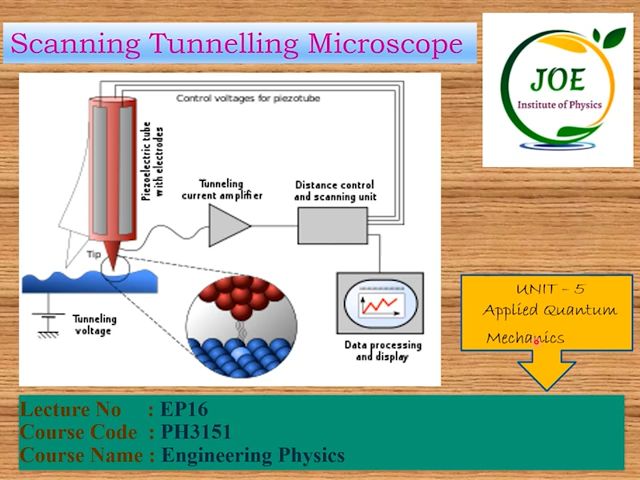 Scanning Tunnelling Microscope
JOE
Institute of Physics
Control voltages for piezotube
Piezoelectric tube
with electrodes
Tunneling
current amplifier
Distance control
and scanning unit
Tip
Tunneling
voltage
Data processing
and display
UNIT – 5
Applied Quantum
Mechanics
Lecture No : EP16
Course Code : PH3151
Course Name : Engineering Physics